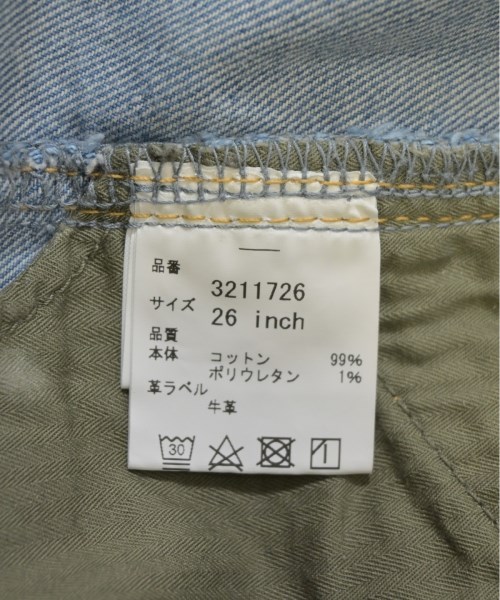 品番 3211726
サイズ 26 inch
品質
本体 コットン 99%
ポリウレタン 1%
革ラベル
牛革
30